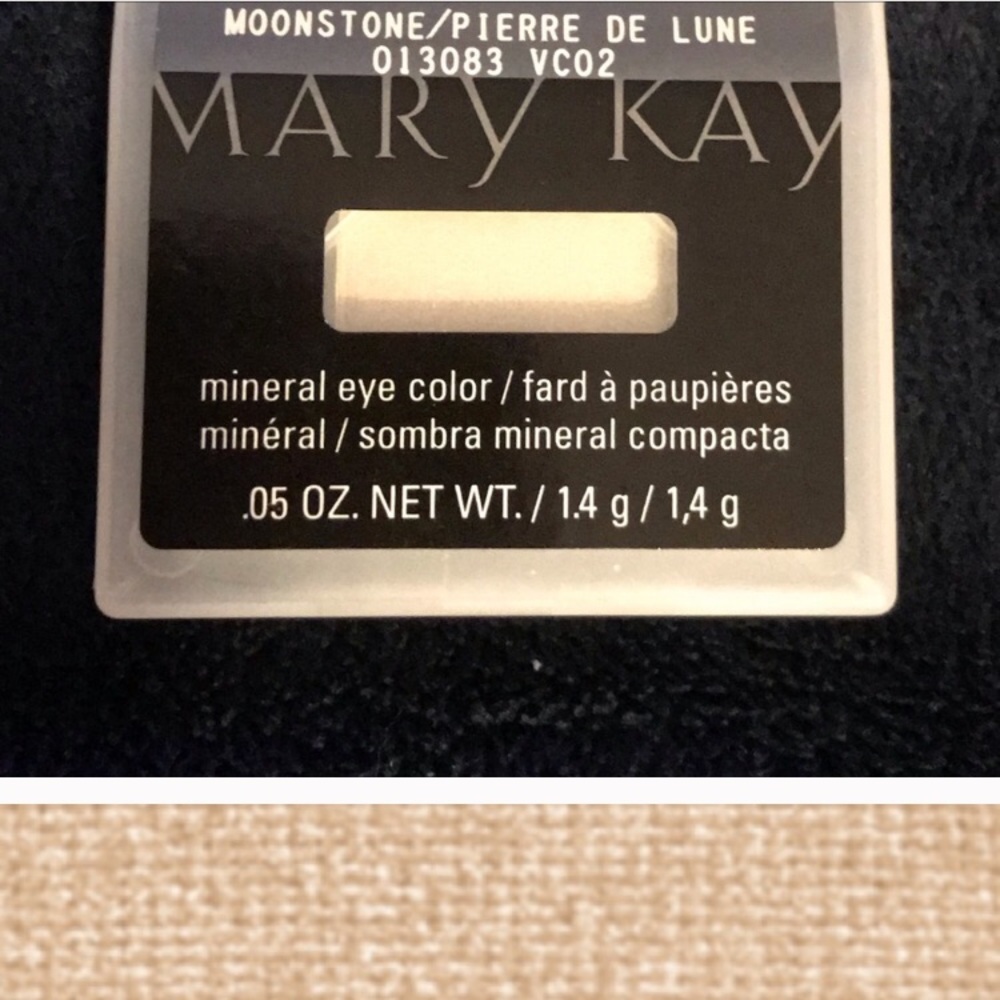 MOONSTONE/PIERRE DE LUNE
013083 VC02
MARY KAY
mineral eye color / fard à paupières
minéral / sombra mineral compacta
.05 OZ. NET WT. / 1.4 g / 1,4 g